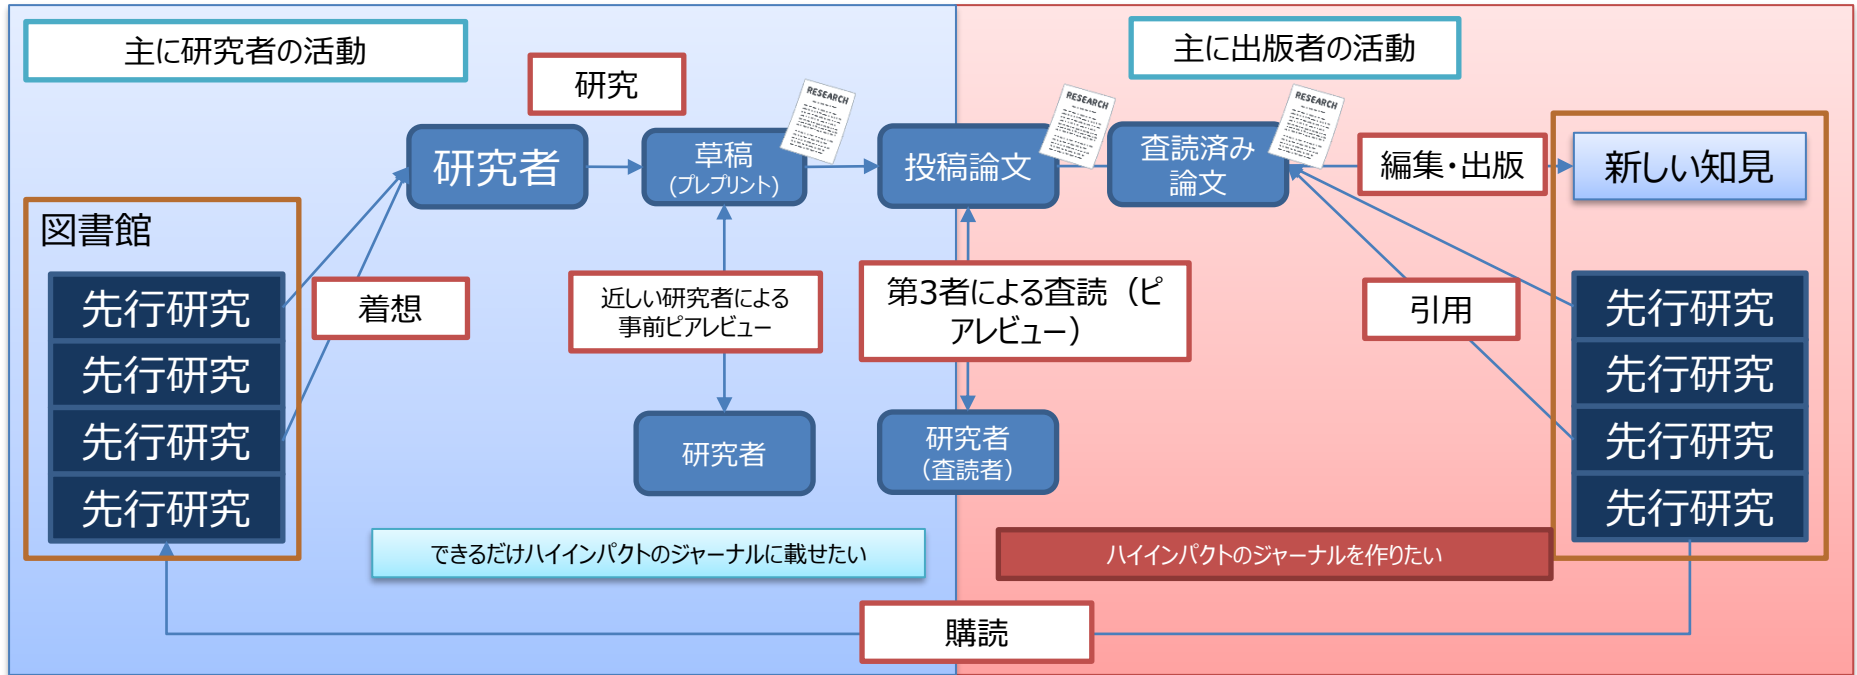 主に研究者の活動
主に出版者の活動
研究
RESEARCH
RESEARCH
RESEARCH
研究者
草稿
(プレプリント)
投稿論文
査読済み
論文
編集・出版
新しい知見
図書館
先行研究
先行研究
先行研究
先行研究
着想
近しい研究者による
事前ピアレビュー
第3者による査読（ピ
アレビュー）
引用
先行研究
先行研究
先行研究
先行研究
研究者
研究者
（査読者）
できるだけハイインパクトのジャーナルに載せたい
ハイインパクトのジャーナルを作りたい
購読